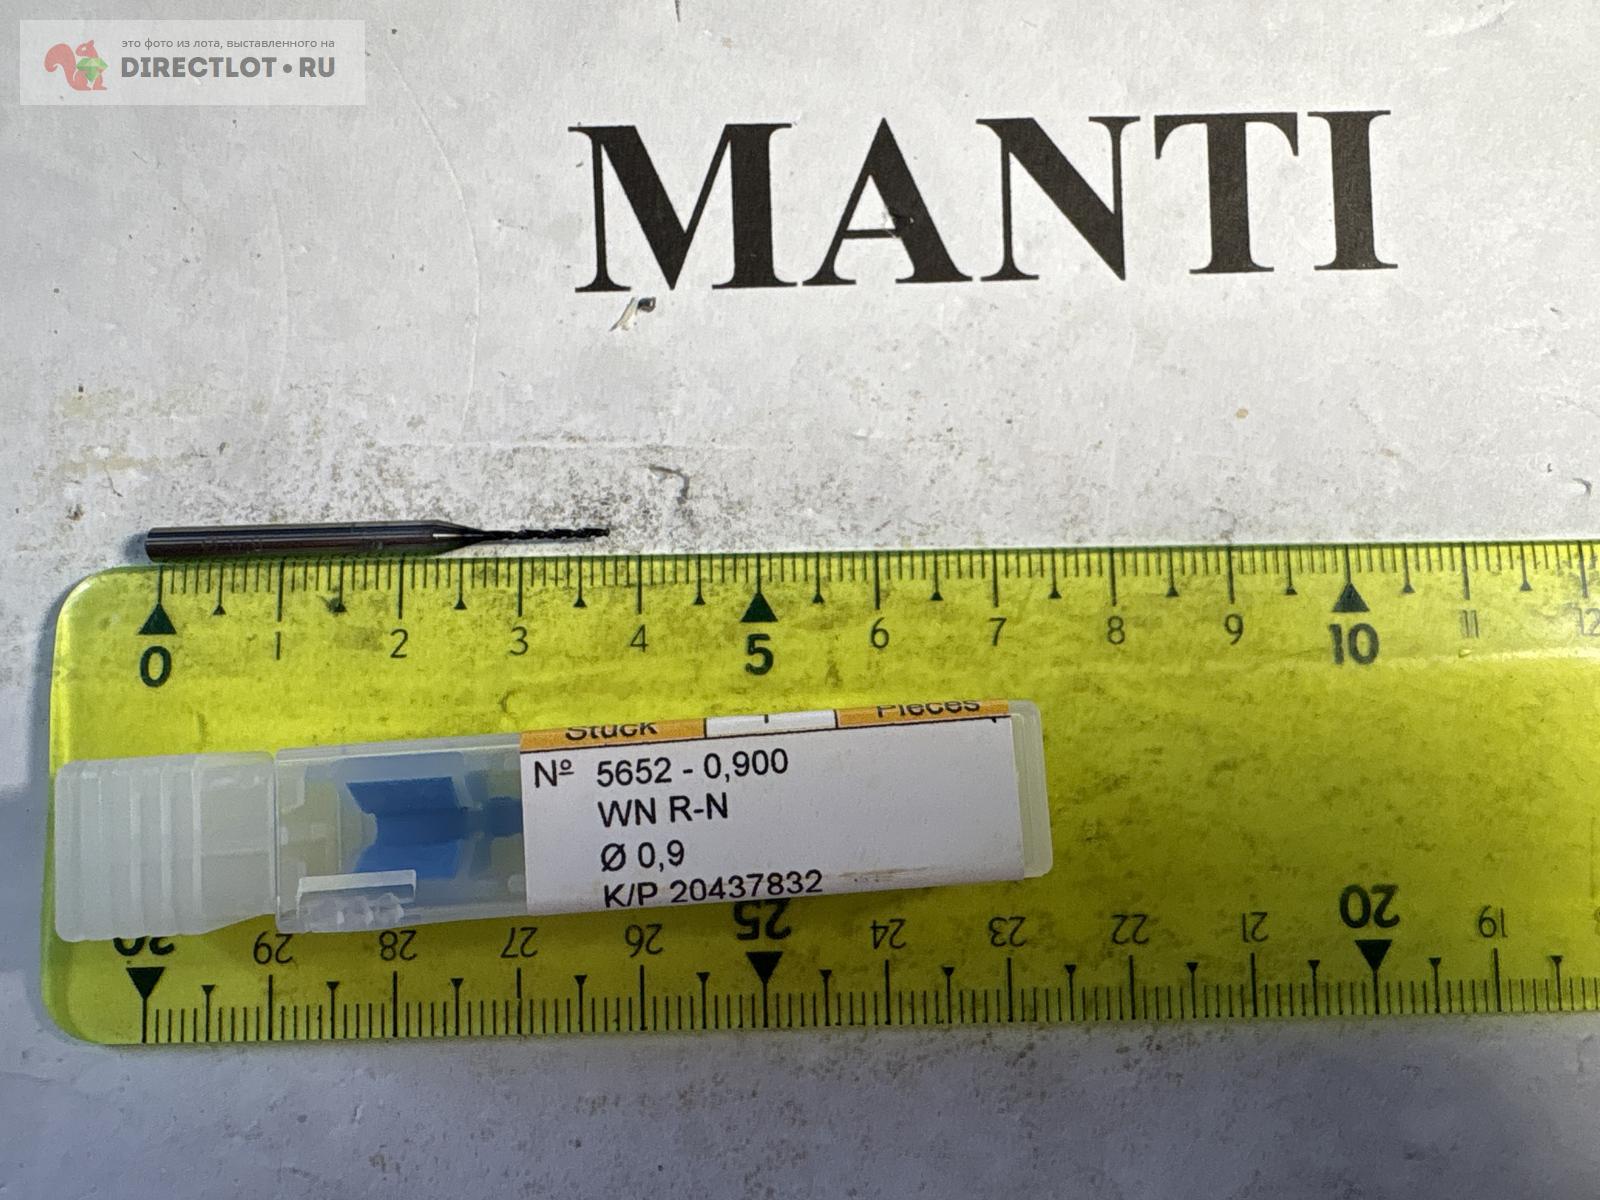 это фото из лота, выставленного на
DIRECTLOT•RU
MANTI
0 1 2 3 4 5 6 7 8 9 10 11 12
Stück 1 Pieces
Nº 5652 - 0,900
WN R-N
Ø 0,9
K/P 20437832
30 29 28 27 26 25 24 23 22 21 20 19